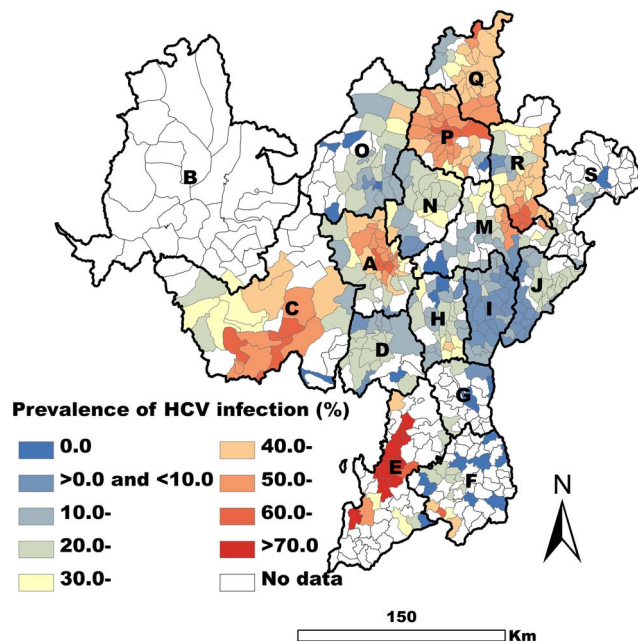 Q
P
B
O
R
S
N
M
A
C
J
I
H
D
G
E
F
Prevalence of HCV infection (%)
0.0
>0.0 and <10.0
10.0-
20.0-
30.0-
40.0-
50.0-
60.0-
>70.0
No data
N
150
Km